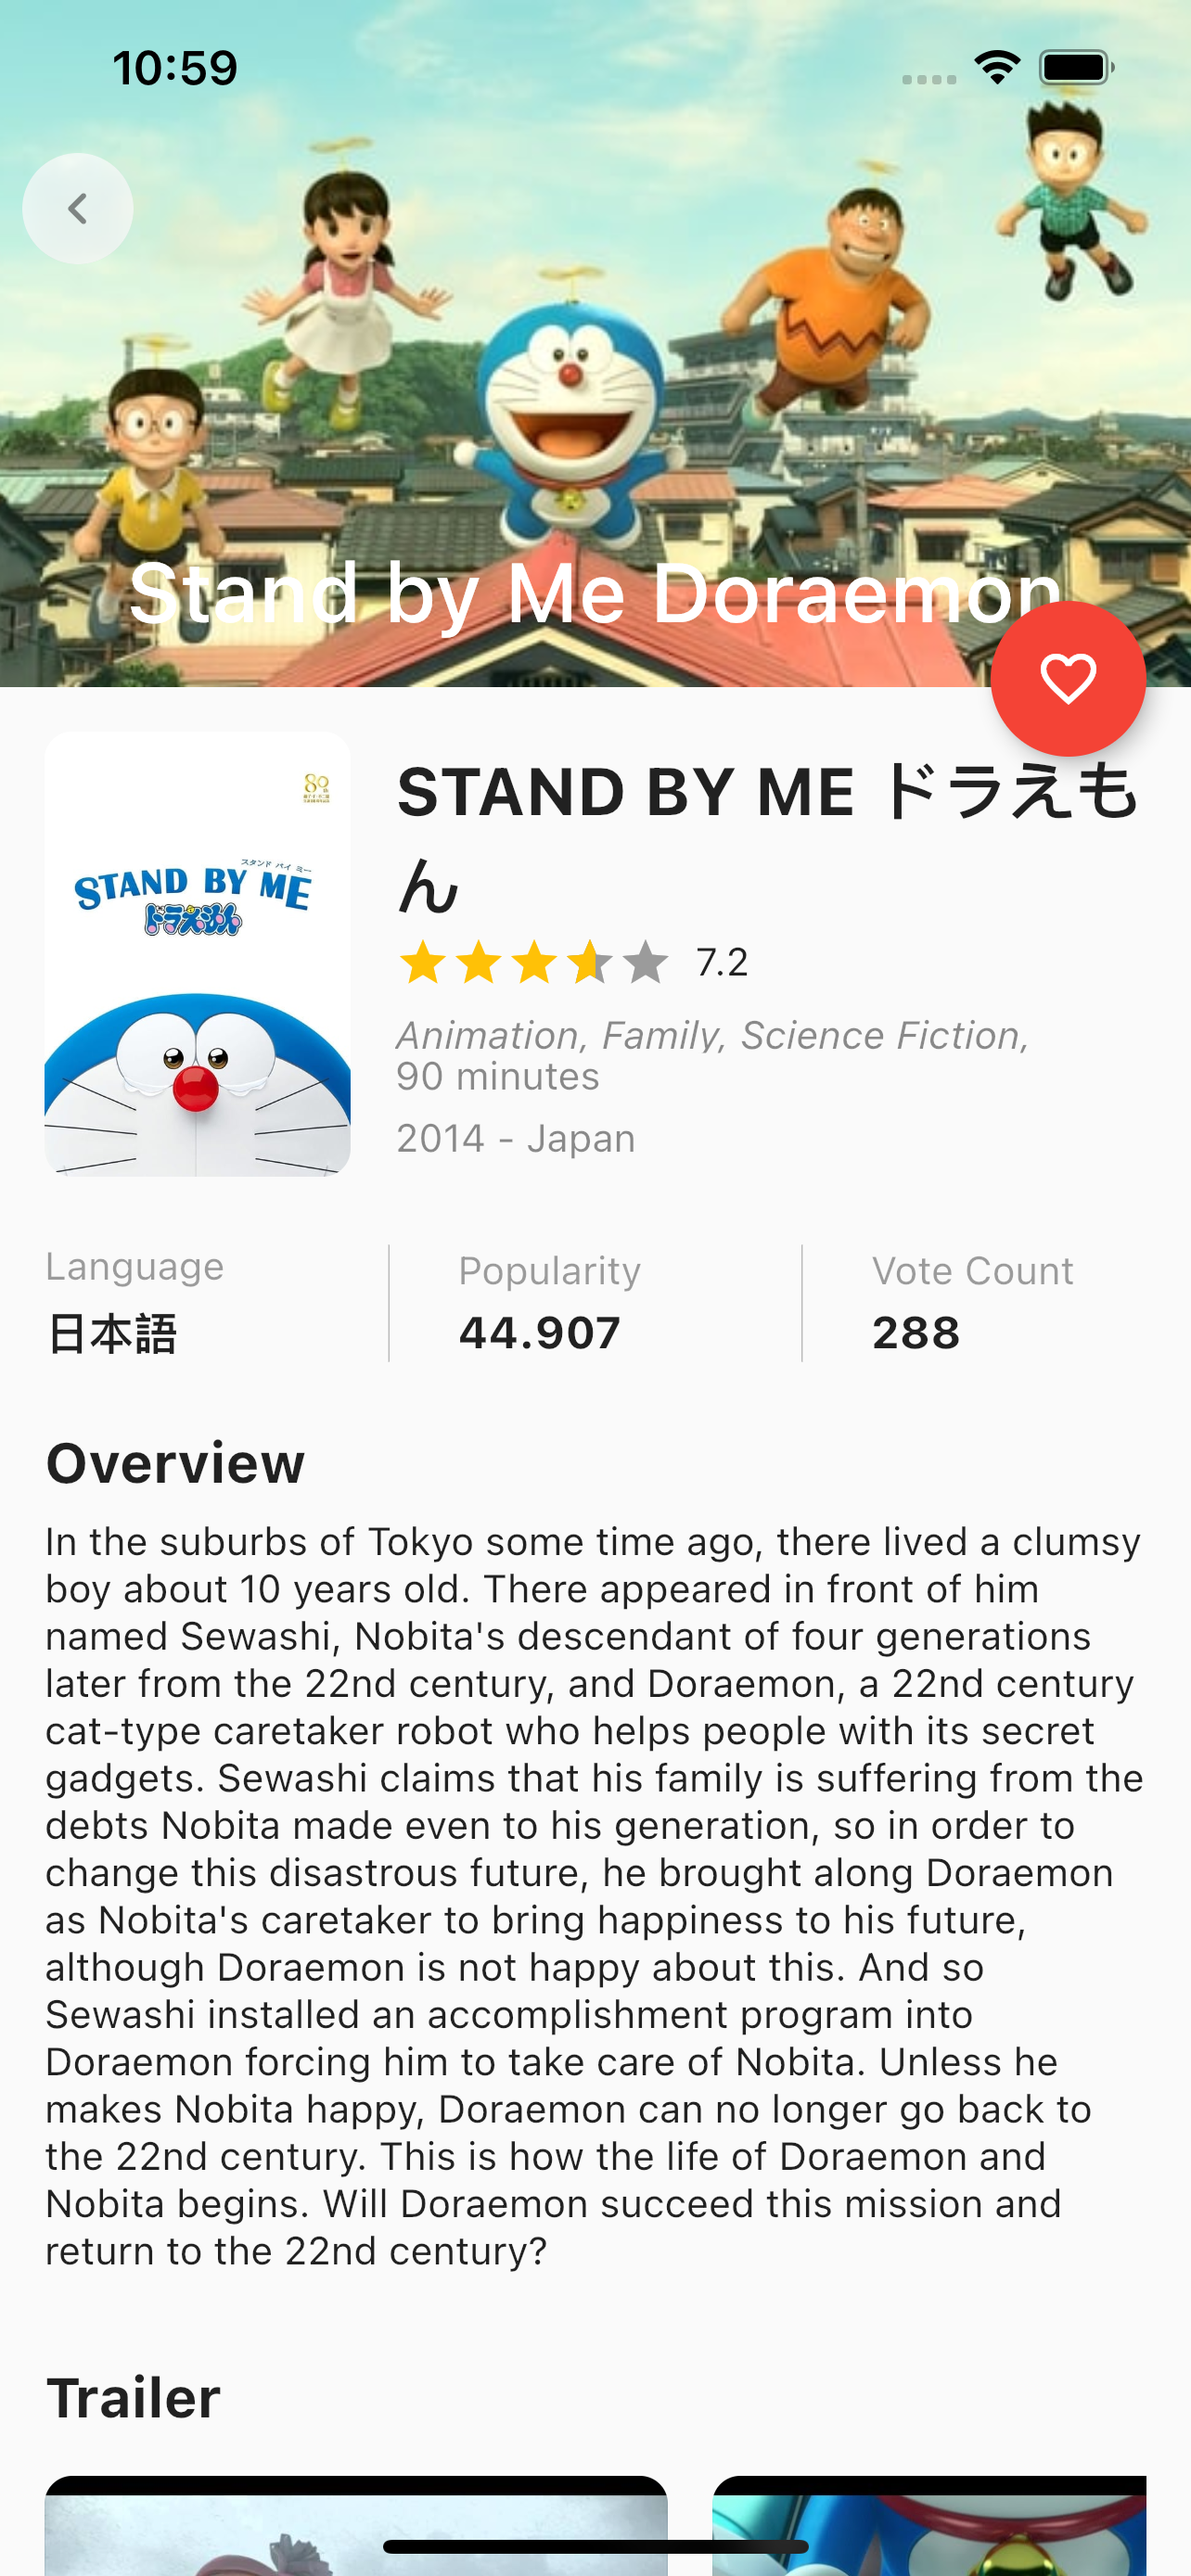 10:59
Stand by Me Doraemon
STAND BY ME ドラえも
ん
80
スタンド バイ ミー
STAND BY ME
ドラえもん
7.2
Animation, Family, Science Fiction,
90 minutes
2014 - Japan
Language
日本語
Popularity
44.907
Vote Count
288
Overview
In the suburbs of Tokyo some time ago, there lived a clumsy
boy about 10 years old. There appeared in front of him
named Sewashi, Nobita's descendant of four generations
later from the 22nd century, and Doraemon, a 22nd century
cat-type caretaker robot who helps people with its secret
gadgets. Sewashi claims that his family is suffering from the
debts Nobita made even to his generation, so in order to
change this disastrous future, he brought along Doraemon
as Nobita's caretaker to bring happiness to his future,
although Doraemon is not happy about this. And so
Sewashi installed an accomplishment program into
Doraemon forcing him to take care of Nobita. Unless he
makes Nobita happy, Doraemon can no longer go back to
the 22nd century. This is how the life of Doraemon and
Nobita begins. Will Doraemon succeed this mission and
return to the 22nd century?
Trailer